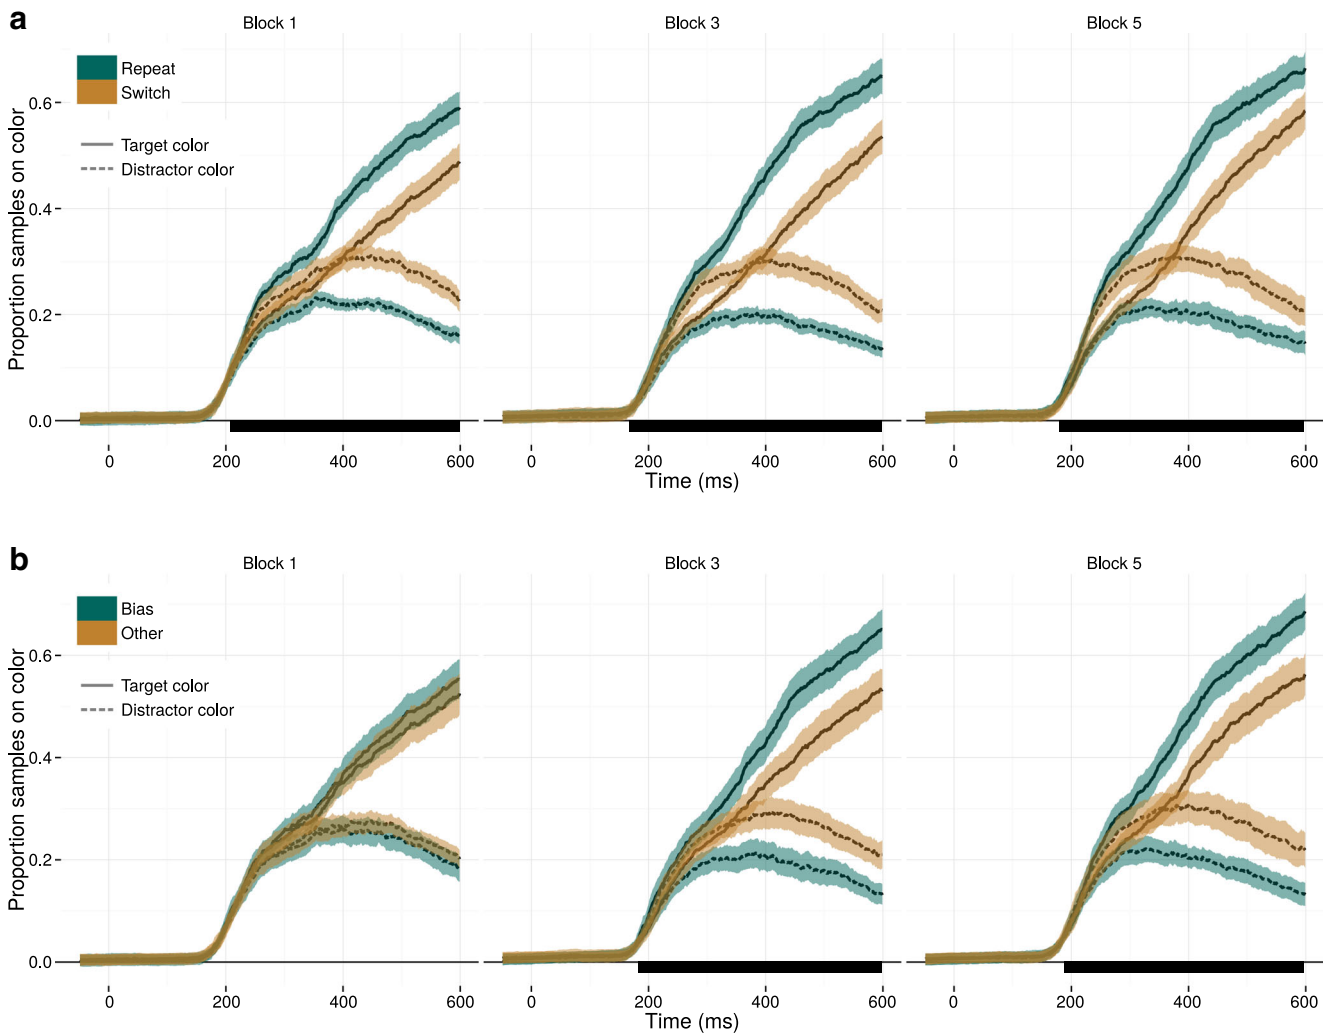 a
Block 1
Block 3
Block 5
Repeat
Switch
Target color
Distractor color
Proportion samples on color
0.6
0.4
0.2
0.0
0 200 400 600
0 200 400 600
0 200 400 600
Time (ms)
b
Block 1
Block 3
Block 5
Bias
Other
Target color
Distractor color
Proportion samples on color
0.6
0.4
0.2
0.0
0 200 400 600
0 200 400 600
0 200 400 600
Time (ms)